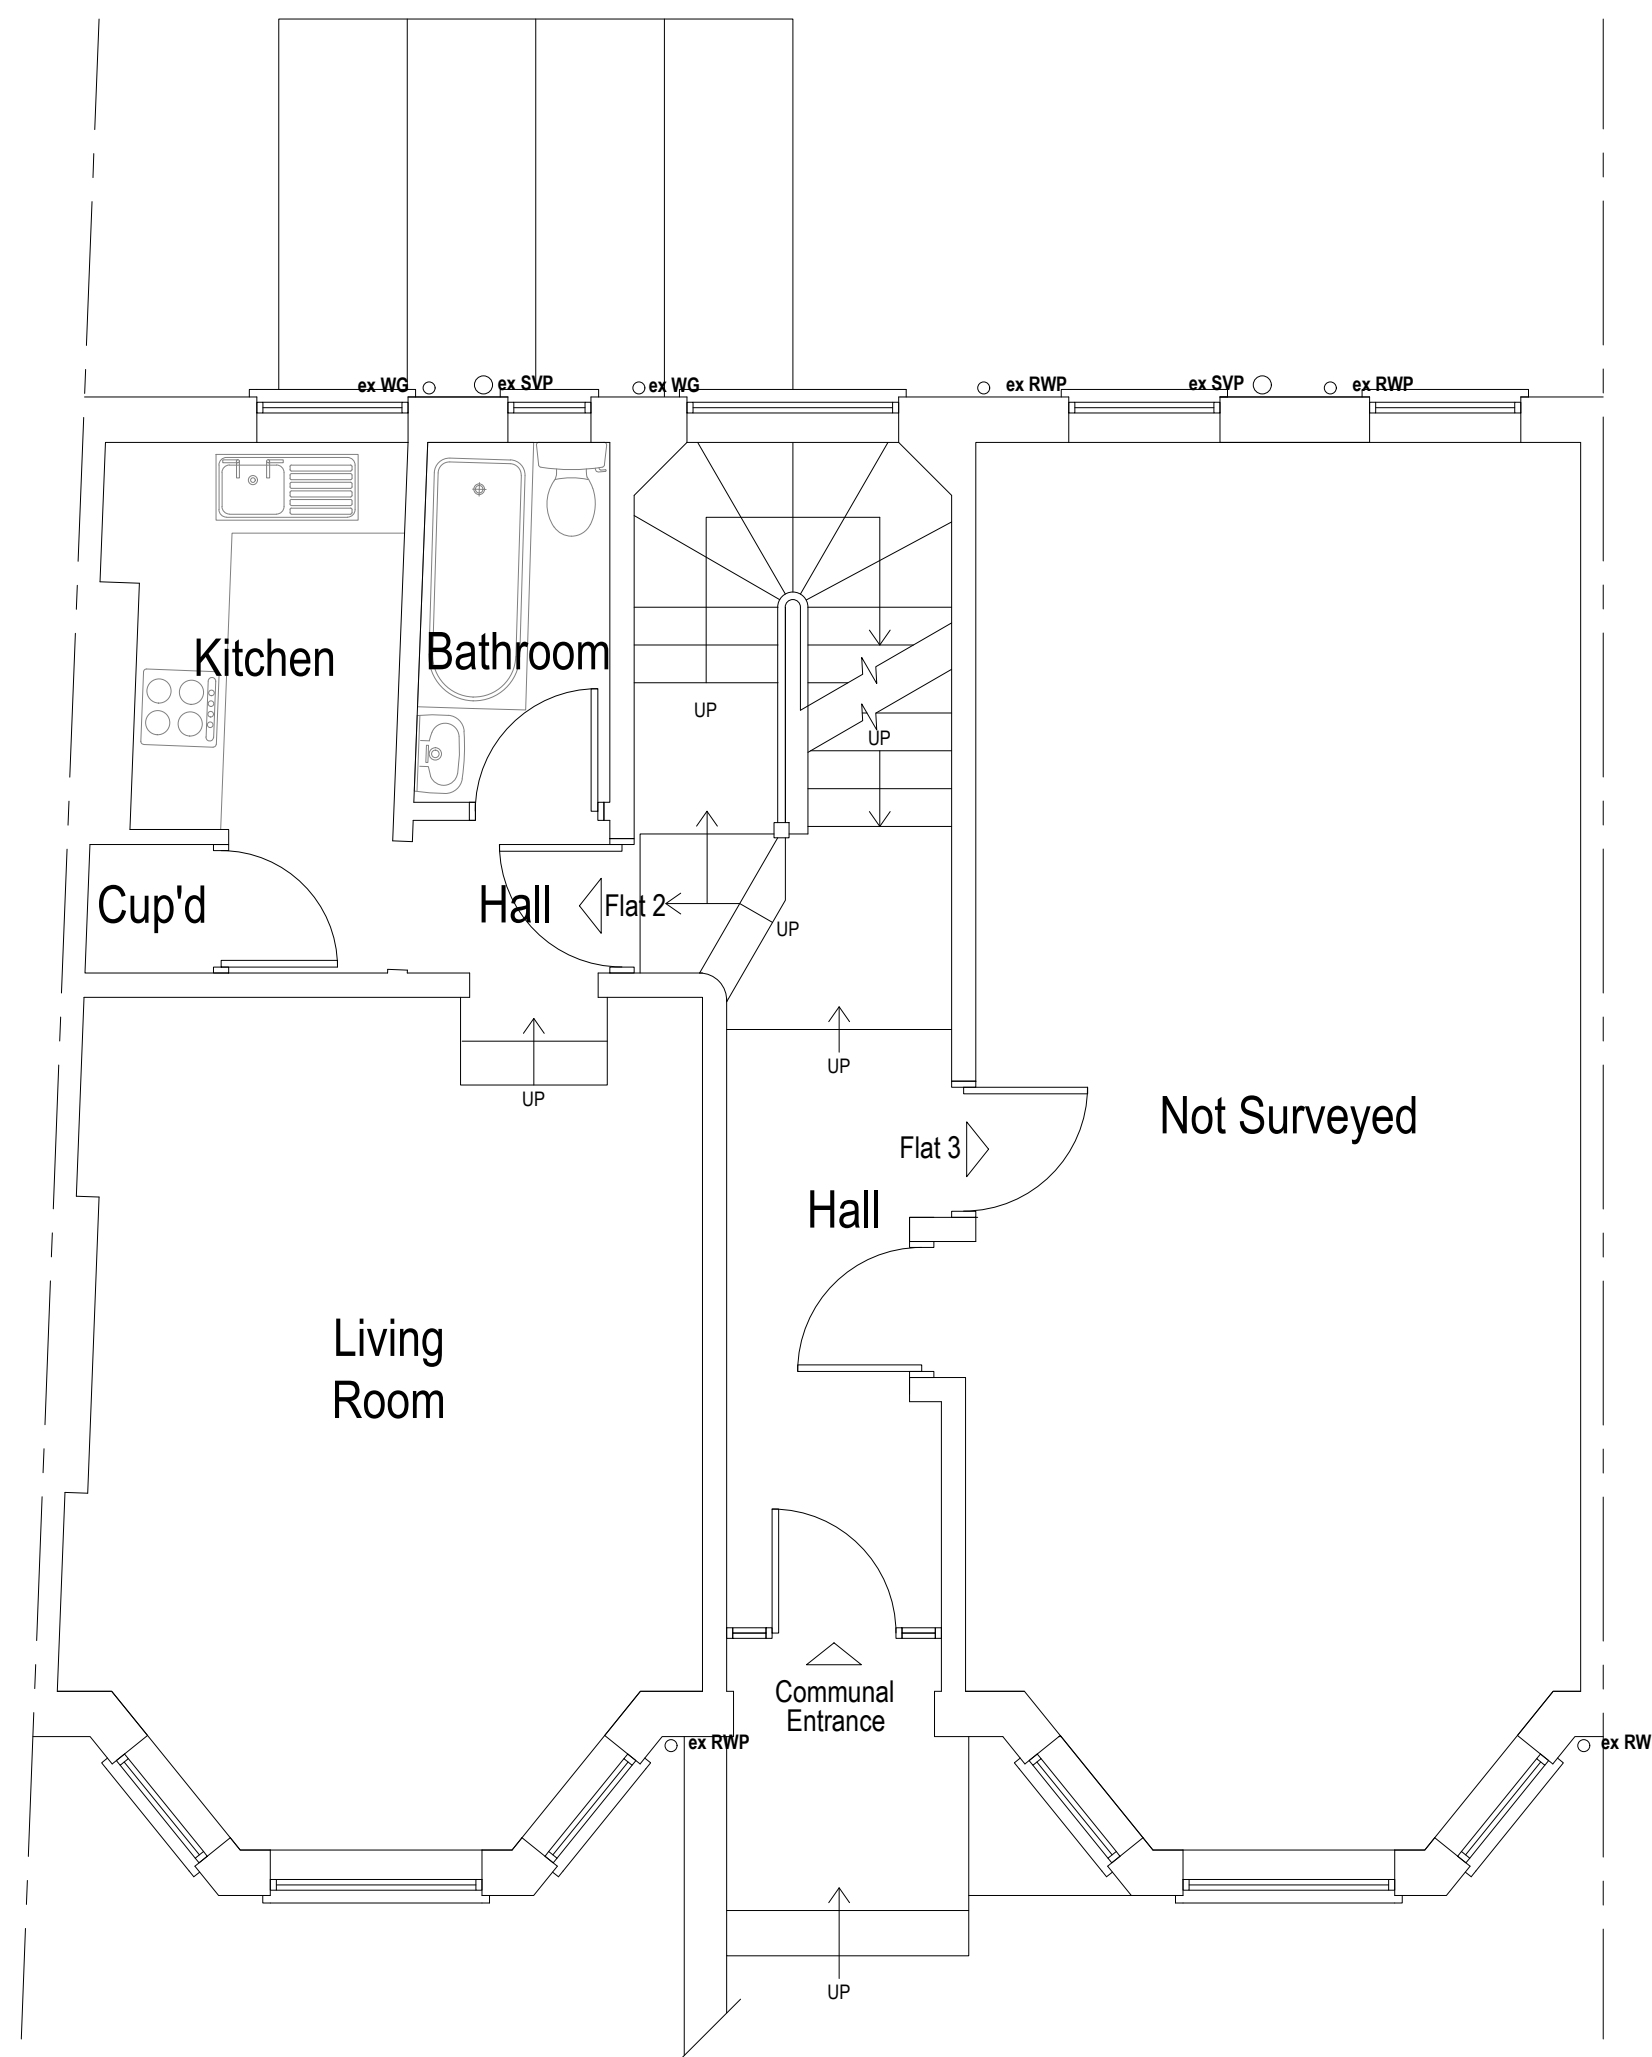 ex WG
ex SVP
ex WG
ex RWP
ex SVP
ex RWP
Kitchen
Bathroom
UP
UP
Cup'd
Hall
Flat 2
UP
UP
UP
Not Surveyed
Flat 3
Hall
Living
Room
Communal
Entrance
ex RWP
ex RW
UP